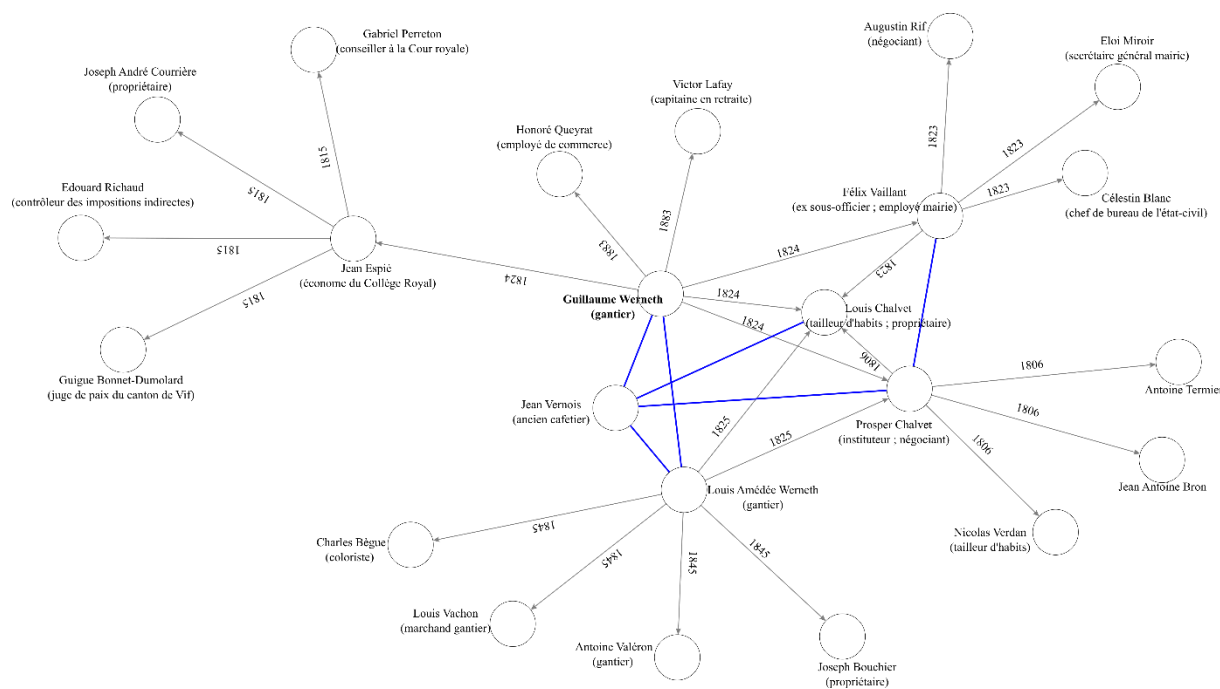 Augustin Rif
(négociant)
Gabriel Perreton
(conseiller à la Cour royale)
Eloi Miroir
(secrétaire général mairie)
Joseph André Courrière
(propriétaire)
Victor Lafay
(capitaine en retraite)
Honoré Queyrat
(employé de commerce)
1823
1823
1815
1815
1823
Edouard Richaud
(contrôleur des impositions indirectes)
Félix Vaillant
(ex sous-officier ; employé mairie)
Célestin Blanc
(chef de bureau de l'état-civil)
1883
1883
1815
1824
1823
Jean Espié
(économe du Collège Royal)
1824
1815
1824
Guillaume Werneth
(gantier)
Louis Chalvet
(tailleur d'habits ; propriétaire)
1824
1806
1806
Guigue Bonnet-Dumolard
(juge de paix du canton de Vif)
Antoine Termier
Jean Vernois
(ancien cafetier)
1806
Prosper Chalvet
(instituteur ; négociant)
1825
1825
1806
Jean Antoine Bron
Louis Amédée Werneth
(gantier)
1845
Nicolas Verdan
(tailleur d'habits)
Charles Bègue
(coloriste)
1845
1845
1845
Louis Vachon
(marchand gantier)
Antoine Valéron
(gantier)
Joseph Bouchier
(propriétaire)